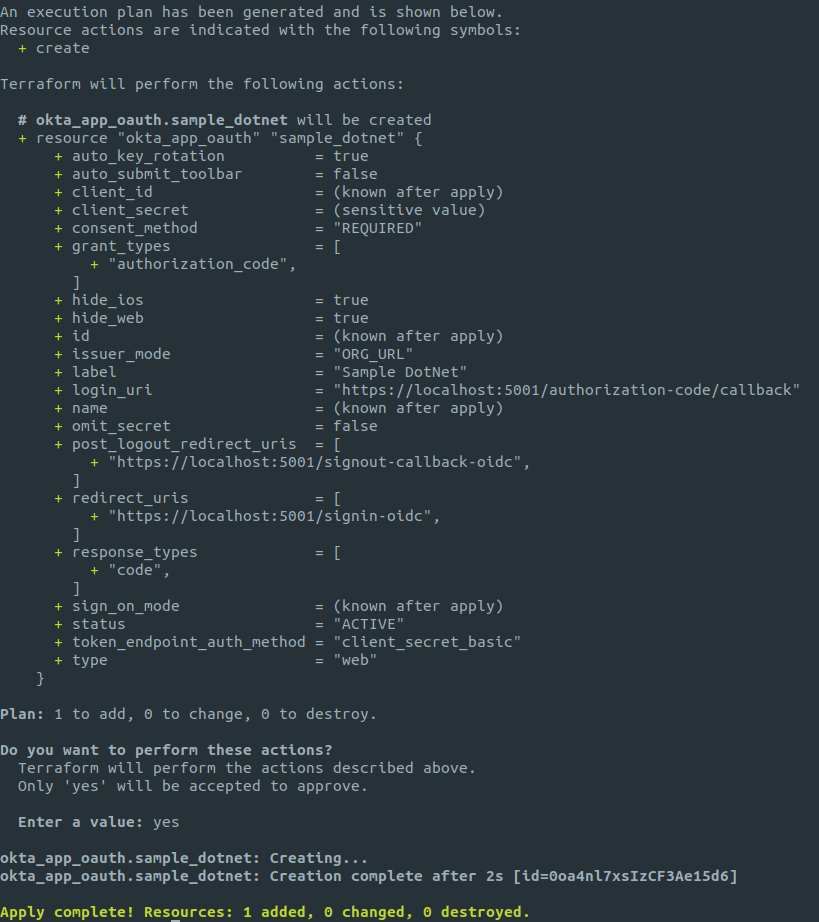 An execution plan has been generated and is shown below.
Resource actions are indicated with the following symbols:
  + create

Terraform will perform the following actions:

  # okta_app_oauth.sample_dotnet will be created
  + resource "okta_app_oauth" "sample_dotnet" {
      + auto_key_rotation          = true
      + auto_submit_toolbar        = false
      + client_id                  = (known after apply)
      + client_secret              = (sensitive value)
      + consent_method             = "REQUIRED"
      + grant_types                = [
          + "authorization_code",
        ]
      + hide_ios                   = true
      + hide_web                   = true
      + id                         = (known after apply)
      + issuer_mode                = "ORG_URL"
      + label                      = "Sample DotNet"
      + login_uri                  = "https://localhost:5001/authorization-code/callback"
      + name                       = (known after apply)
      + omit_secret                = false
      + post_logout_redirect_uris  = [
          + "https://localhost:5001/signout-callback-oidc",
        ]
      + redirect_uris              = [
          + "https://localhost:5001/signin-oidc",
        ]
      + response_types             = [
          + "code",
        ]
      + sign_on_mode               = (known after apply)
      + status                     = "ACTIVE"
      + token_endpoint_auth_method = "client_secret_basic"
      + type                       = "web"
    }

Plan: 1 to add, 0 to change, 0 to destroy.

Do you want to perform these actions?
  Terraform will perform the actions described above.
  Only 'yes' will be accepted to approve.

  Enter a value: yes

okta_app_oauth.sample_dotnet: Creating...
okta_app_oauth.sample_dotnet: Creation complete after 2s [id=0oa4nl7xsIzCF3Ae15d6]

Apply complete! Resources: 1 added, 0 changed, 0 destroyed.